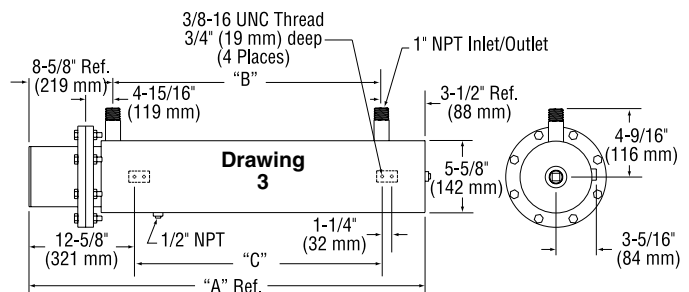 3/8-16 UNC Thread
3/4" (19 mm) deep
(4 Places)
1" NPT Inlet/Outlet
8-5/8" Ref.
(219 mm)
4-15/16"
(119 mm)
"B"
3-1/2" Ref.
(88 mm)
4-9/16"
(116 mm)
Drawing
3
5-5/8"
(142 mm)
12-5/8"
(321 mm)
1/2" NPT
1-1/4"
(32 mm)
3-5/16"
(84 mm)
"C"
"A" Ref.